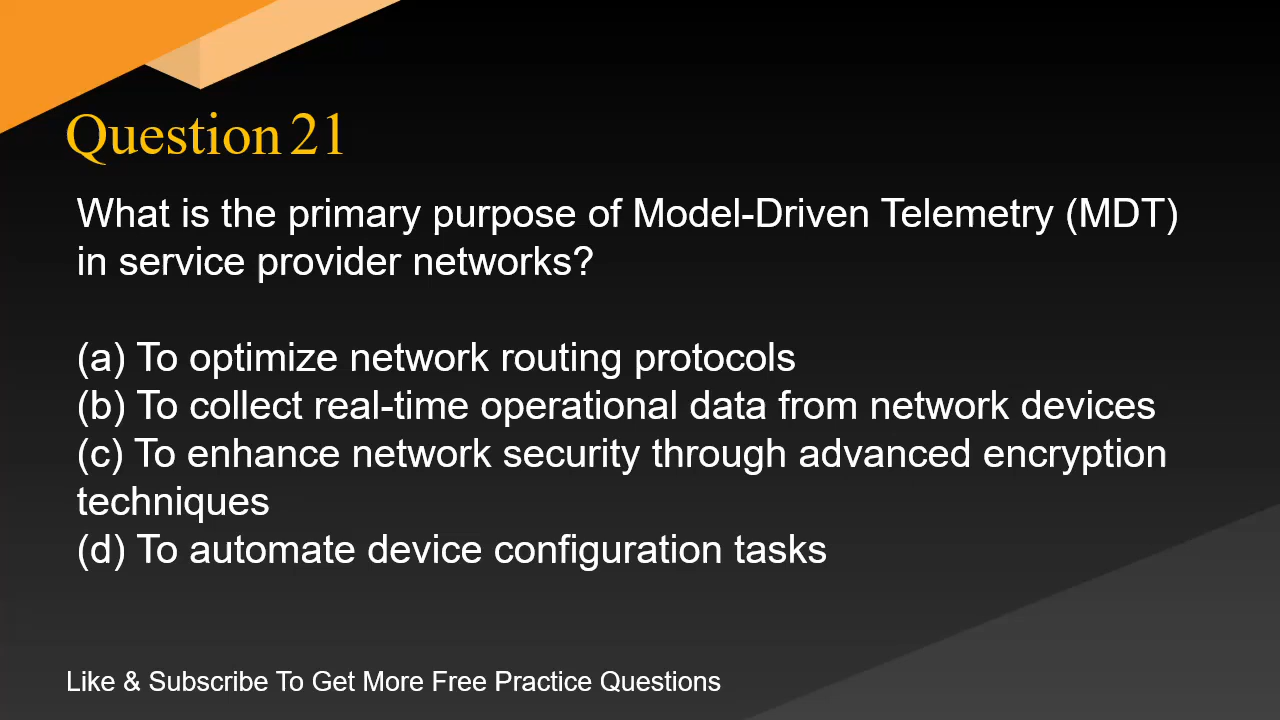 Question 21
What is the primary purpose of Model-Driven Telemetry (MDT)
in service provider networks?
(a) To optimize network routing protocols
(b) To collect real-time operational data from network devices
(c) To enhance network security through advanced encryption
techniques
(d) To automate device configuration tasks
Like & Subscribe To Get More Free Practice Questions